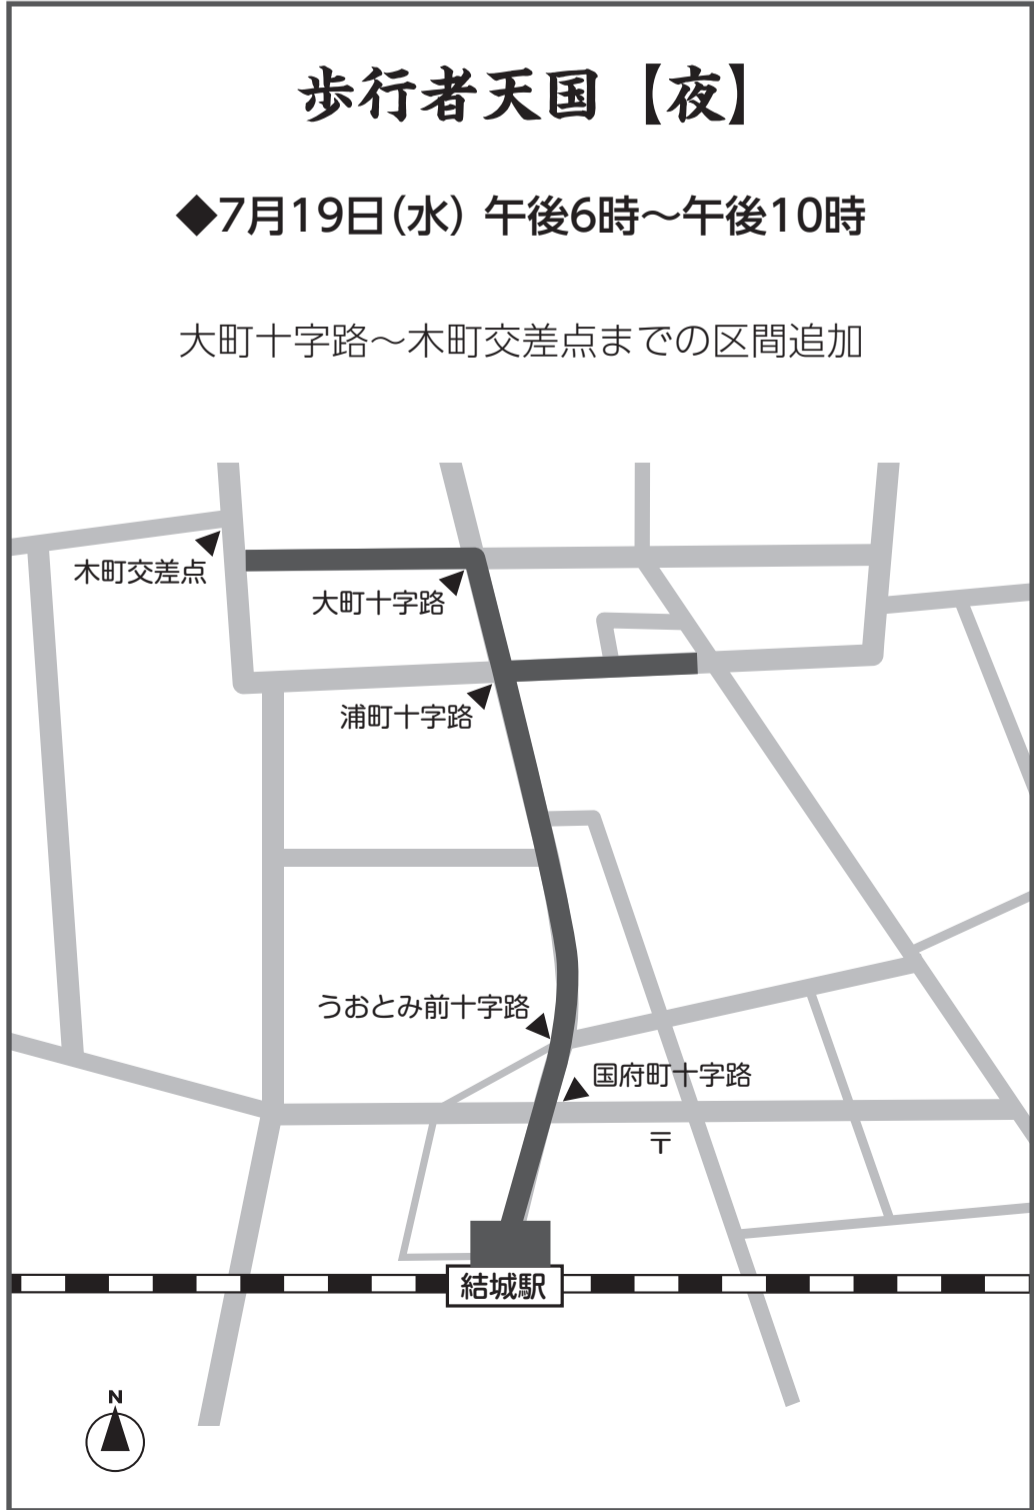 歩行者天国【夜】
◆7月19日(水) 午後6時~午後10時
大町十字路~木町交差点までの区間追加
木町交差点
大町十字路
浦町十字路
うおとみ前十字路
国府町十字路
〒
結城駅
N